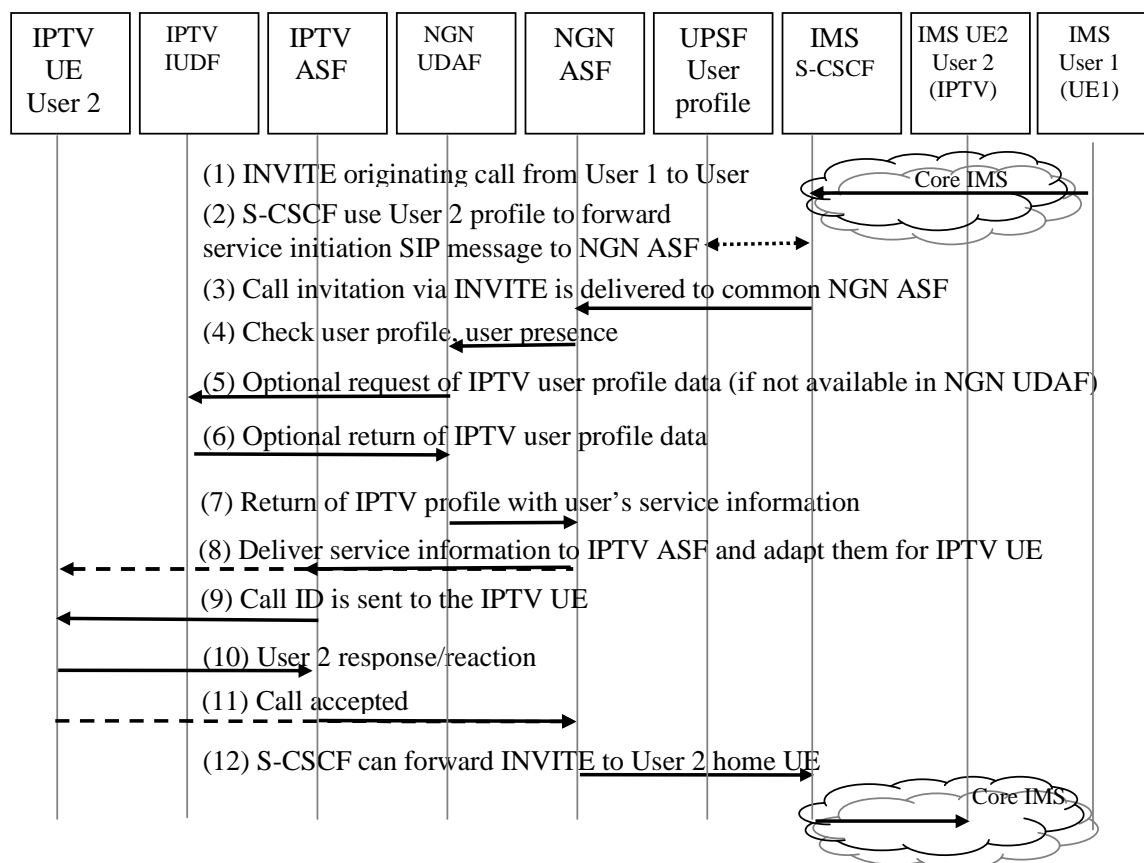 IPTV
UE
User 2
IPTV
IUDF
IPTV
ASF
NGN
UDAF
NGN
ASF
UPSF
User
profile
IMS
S-CSCF
IMS UE2
User 2
(IPTV)
IMS
User 1
(UE1)
(1) INVITE originating call from User 1 to User
Core IMS
(2) S-CSCF use User 2 profile to forward
service initiation SIP message to NGN ASF
(3) Call invitation via INVITE is delivered to common NGN ASF
(4) Check user profile, user presence
(5) Optional request of IPTV user profile data (if not available in NGN UDAF)
(6) Optional return of IPTV user profile data
(7) Return of IPTV profile with user’s service information
(8) Deliver service information to IPTV ASF and adapt them for IPTV UE
(9) Call ID is sent to the IPTV UE
(10) User 2 response/reaction
(11) Call accepted
(12) S-CSCF can forward INVITE to User 2 home UE
Core IMS